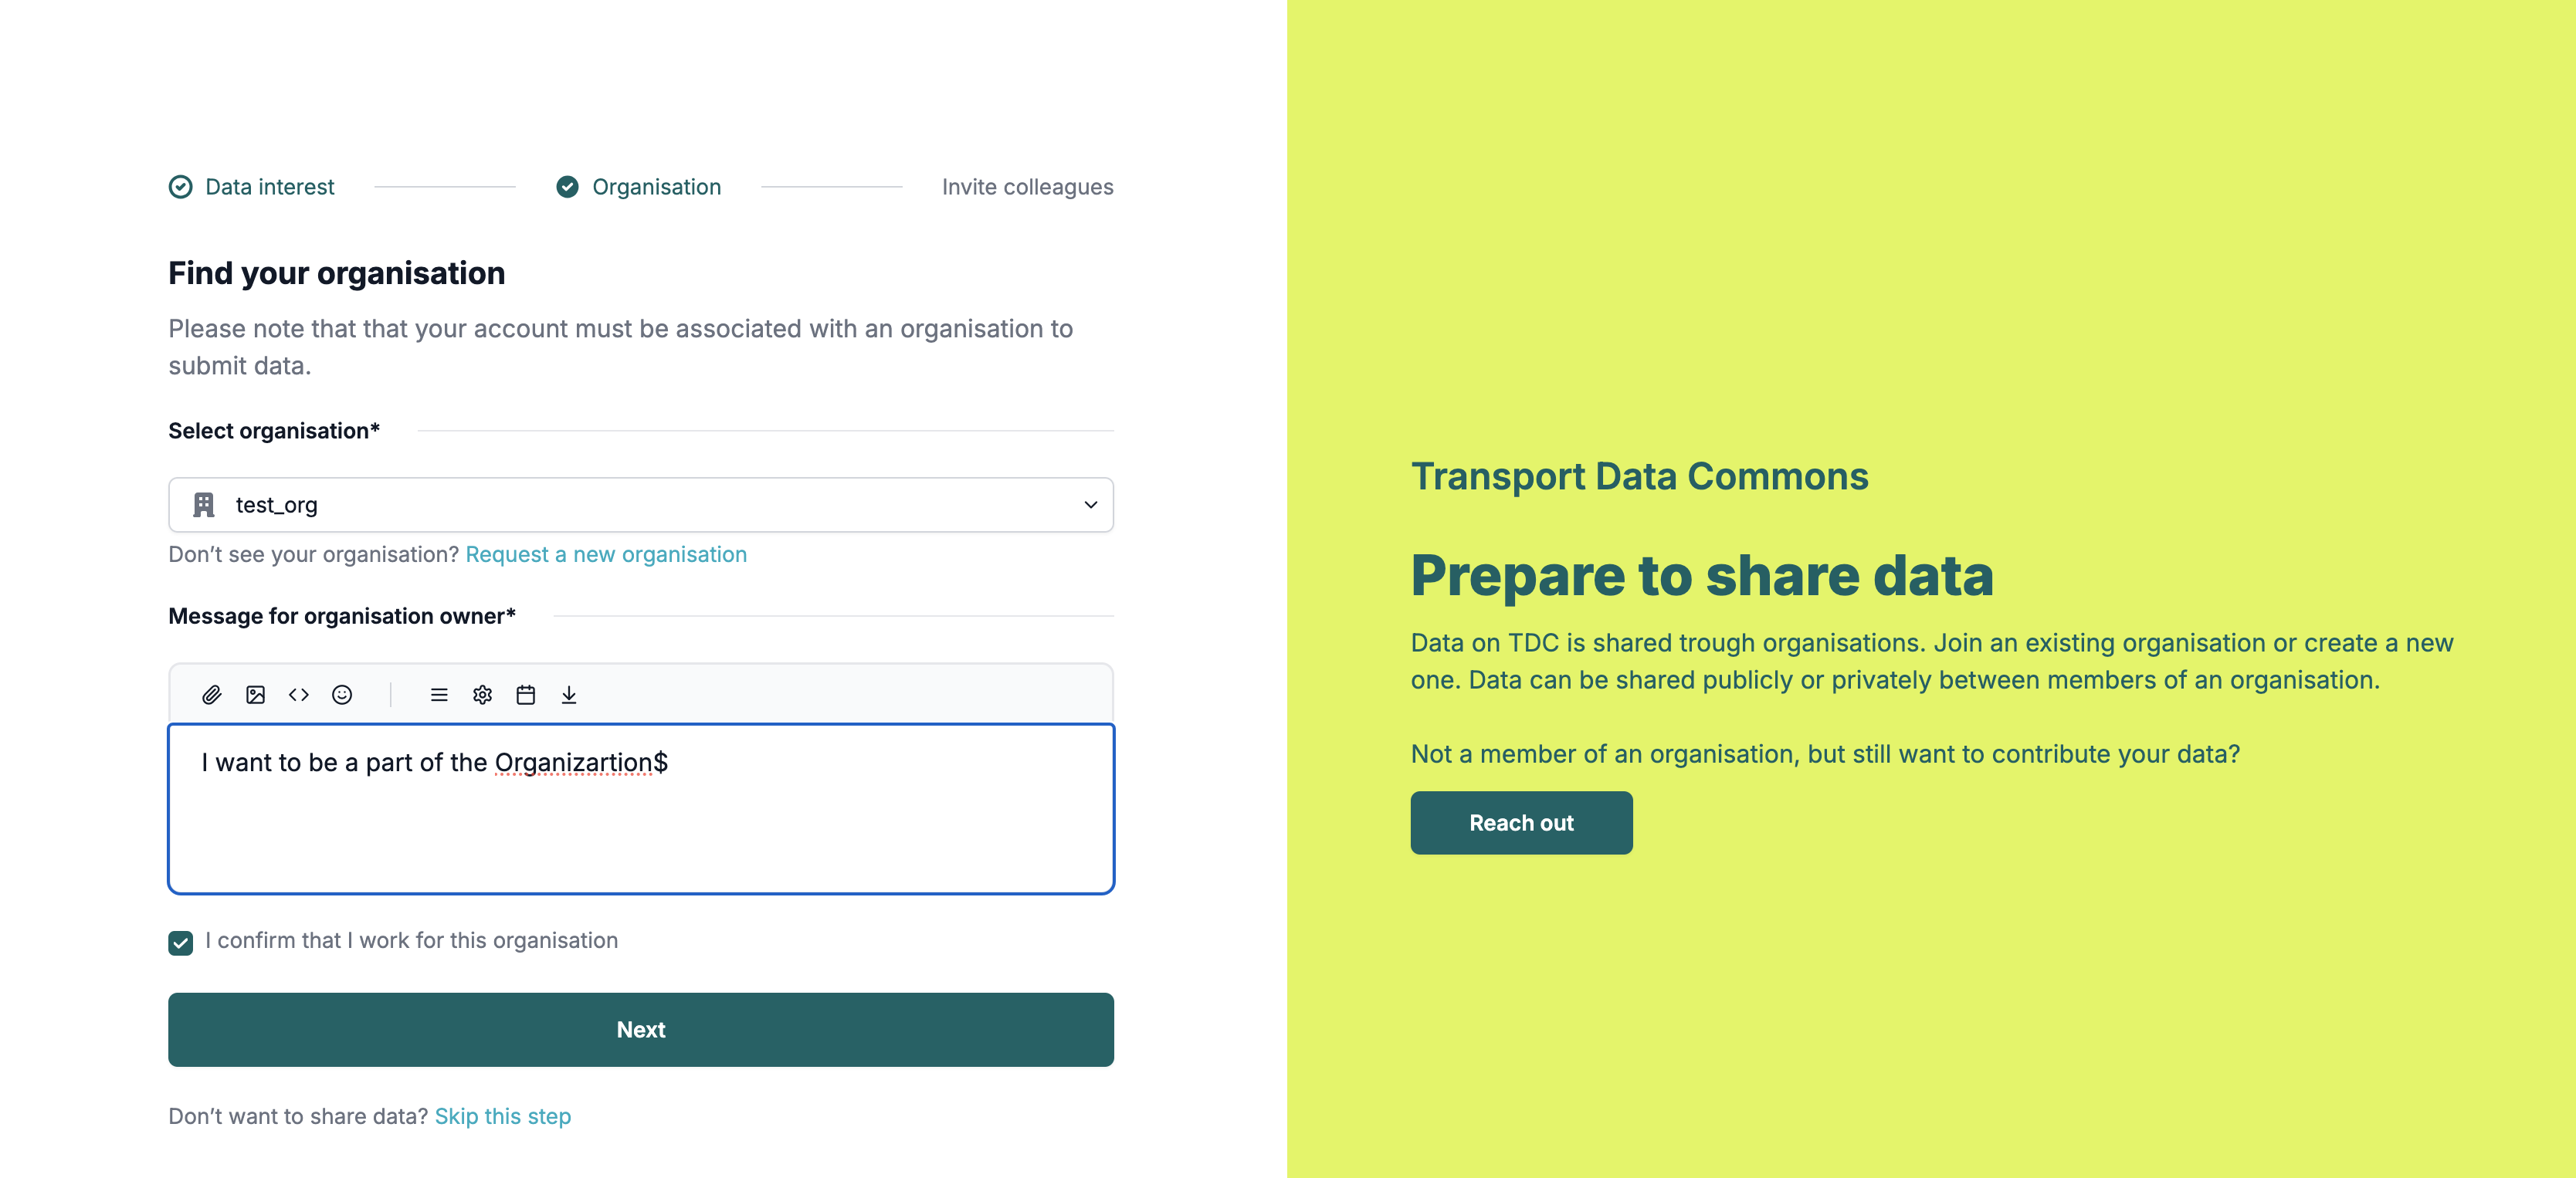 Data interest
Organisation
Invite colleagues
Find your organisation
Please note that that your account must be associated with an organisation to
submit data.
Select organisation*
test_org
Don’t see your organisation? Request a new organisation
Message for organisation owner*
I want to be a part of the Organizartion$
I confirm that I work for this organisation
Next
Don’t want to share data? Skip this step
Transport Data Commons
Prepare to share data
Data on TDC is shared trough organisations. Join an existing organisation or create a new
one. Data can be shared publicly or privately between members of an organisation.
Not a member of an organisation, but still want to contribute your data?
Reach out